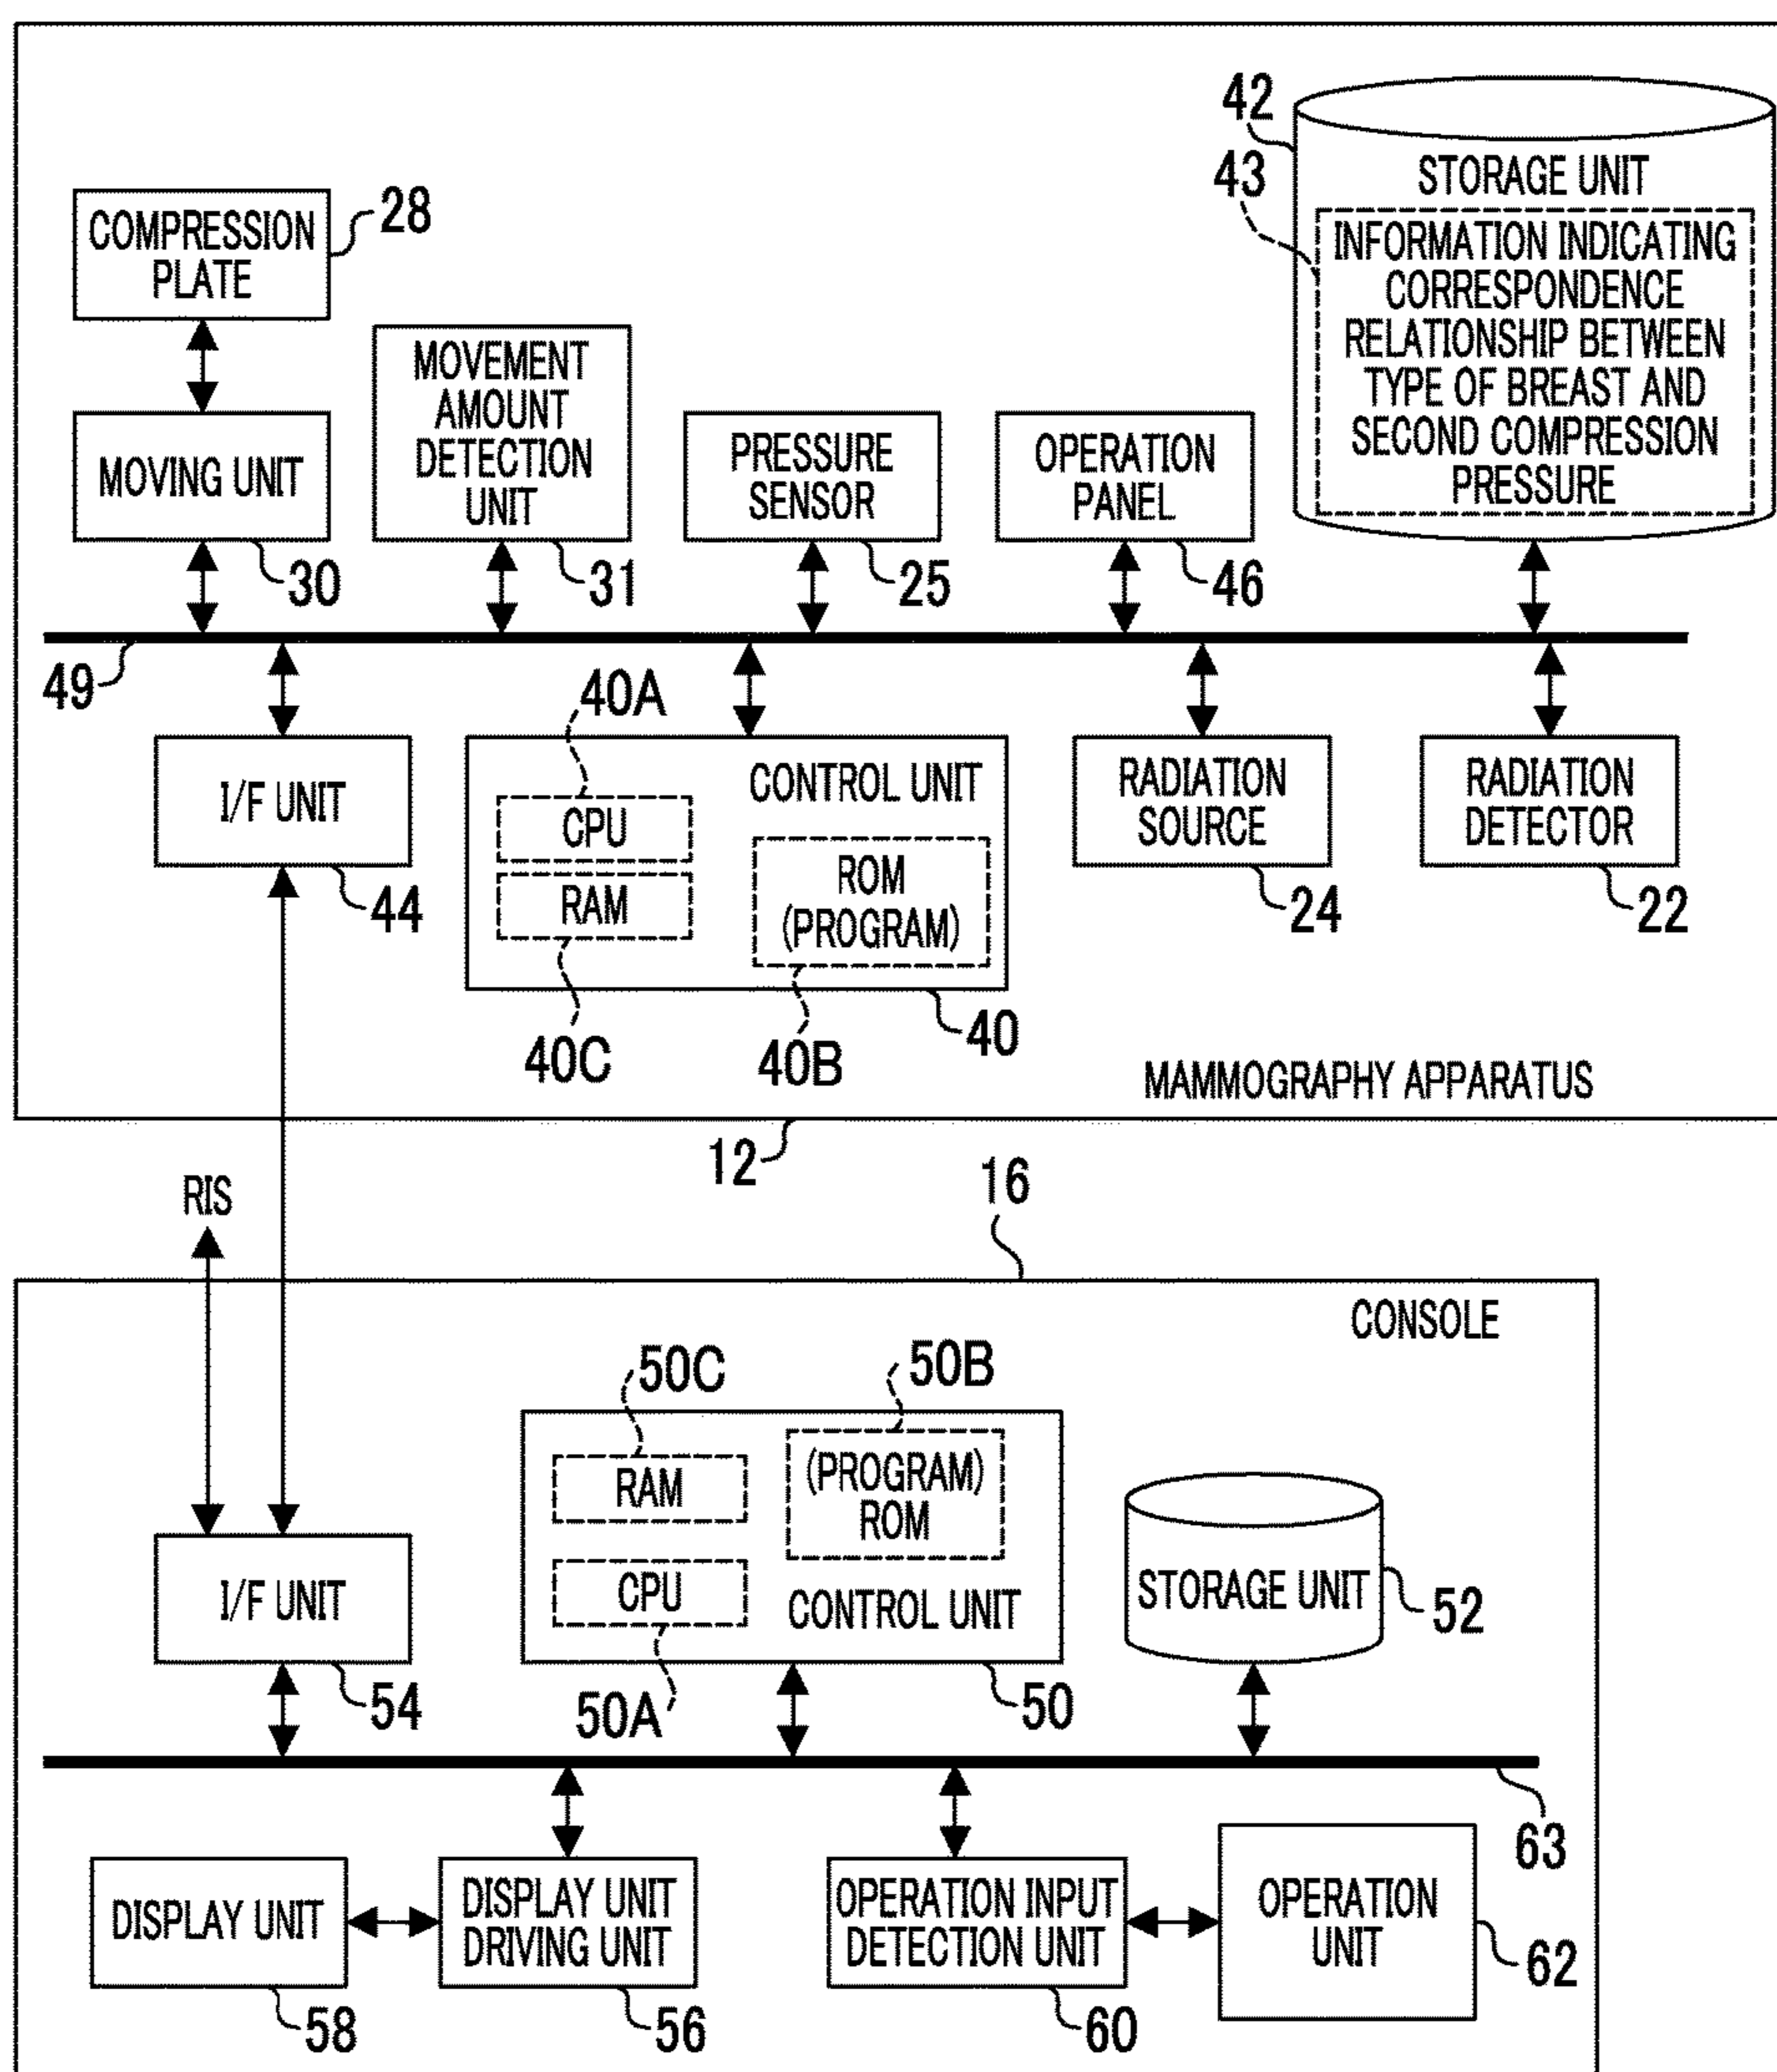 42
43
STORAGE UNIT
INFORMATION INDICATING
CORRESPONDENCE
RELATIONSHIP BETWEEN
TYPE OF BREAST AND
SECOND COMPRESSION
PRESSURE
COMPRESSION
PLATE
28
MOVING UNIT
30
MOVEMENT
AMOUNT
DETECTION
UNIT
31
PRESSURE
SENSOR
25
OPERATION
PANEL
46
49
I/F UNIT
44
40A
CONTROL UNIT
CPU
RAM
ROM
(PROGRAM)
40C
40B
40
RADIATION
SOURCE
24
RADIATION
DETECTOR
22
MAMMOGRAPHY APPARATUS
12
RIS
16
CONSOLE
50C
50B
RAM
(PROGRAM)
ROM
CPU
CONTROL UNIT
50A
50
I/F UNIT
54
STORAGE UNIT
52
63
DISPLAY UNIT
58
DISPLAY UNIT
DRIVING UNIT
56
OPERATION INPUT
DETECTION UNIT
60
OPERATION
UNIT
62